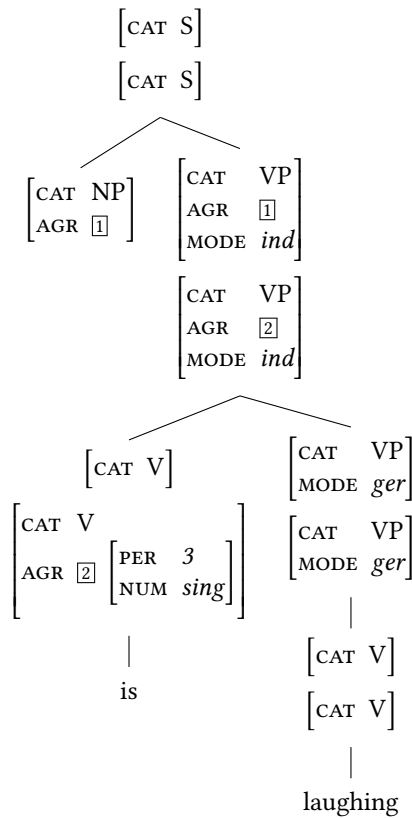 [CAT S]
[CAT S]
[CAT NP
AGR 1]
[CAT VP
AGR 1
MODE ind]
[CAT VP
AGR 2
MODE ind]
[CAT V]
[CAT VP
MODE ger]
[CAT V
AGR 2 [PER 3
NUM sing]]
[CAT VP
MODE ger]
is
[CAT V]
[CAT V]
laughing